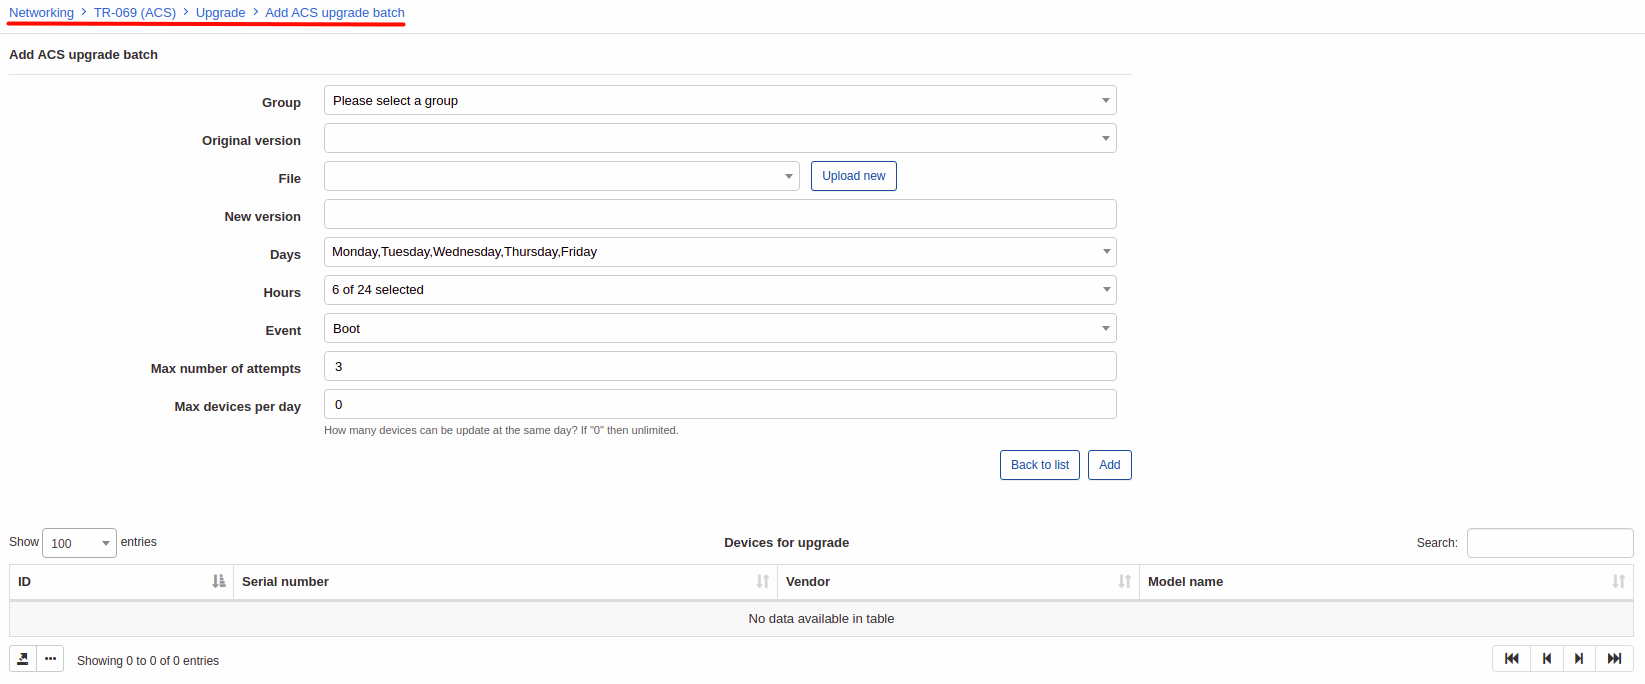 Networking > TR-069 (ACS) > Upgrade > Add ACS upgrade batch
Add ACS upgrade batch
Group Please select a group
Original version
File Upload new
New version
Days Monday,Tuesday,Wednesday,Thursday,Friday
Hours 6 of 24 selected
Event Boot
Max number of attempts 3
Max devices per day 0
How many devices can be update at the same day? If "0" then unlimited.
Back to list Add
Show 100 entries Devices for upgrade Search:
ID Serial number Vendor Model name
No data available in table
Showing 0 to 0 of 0 entries